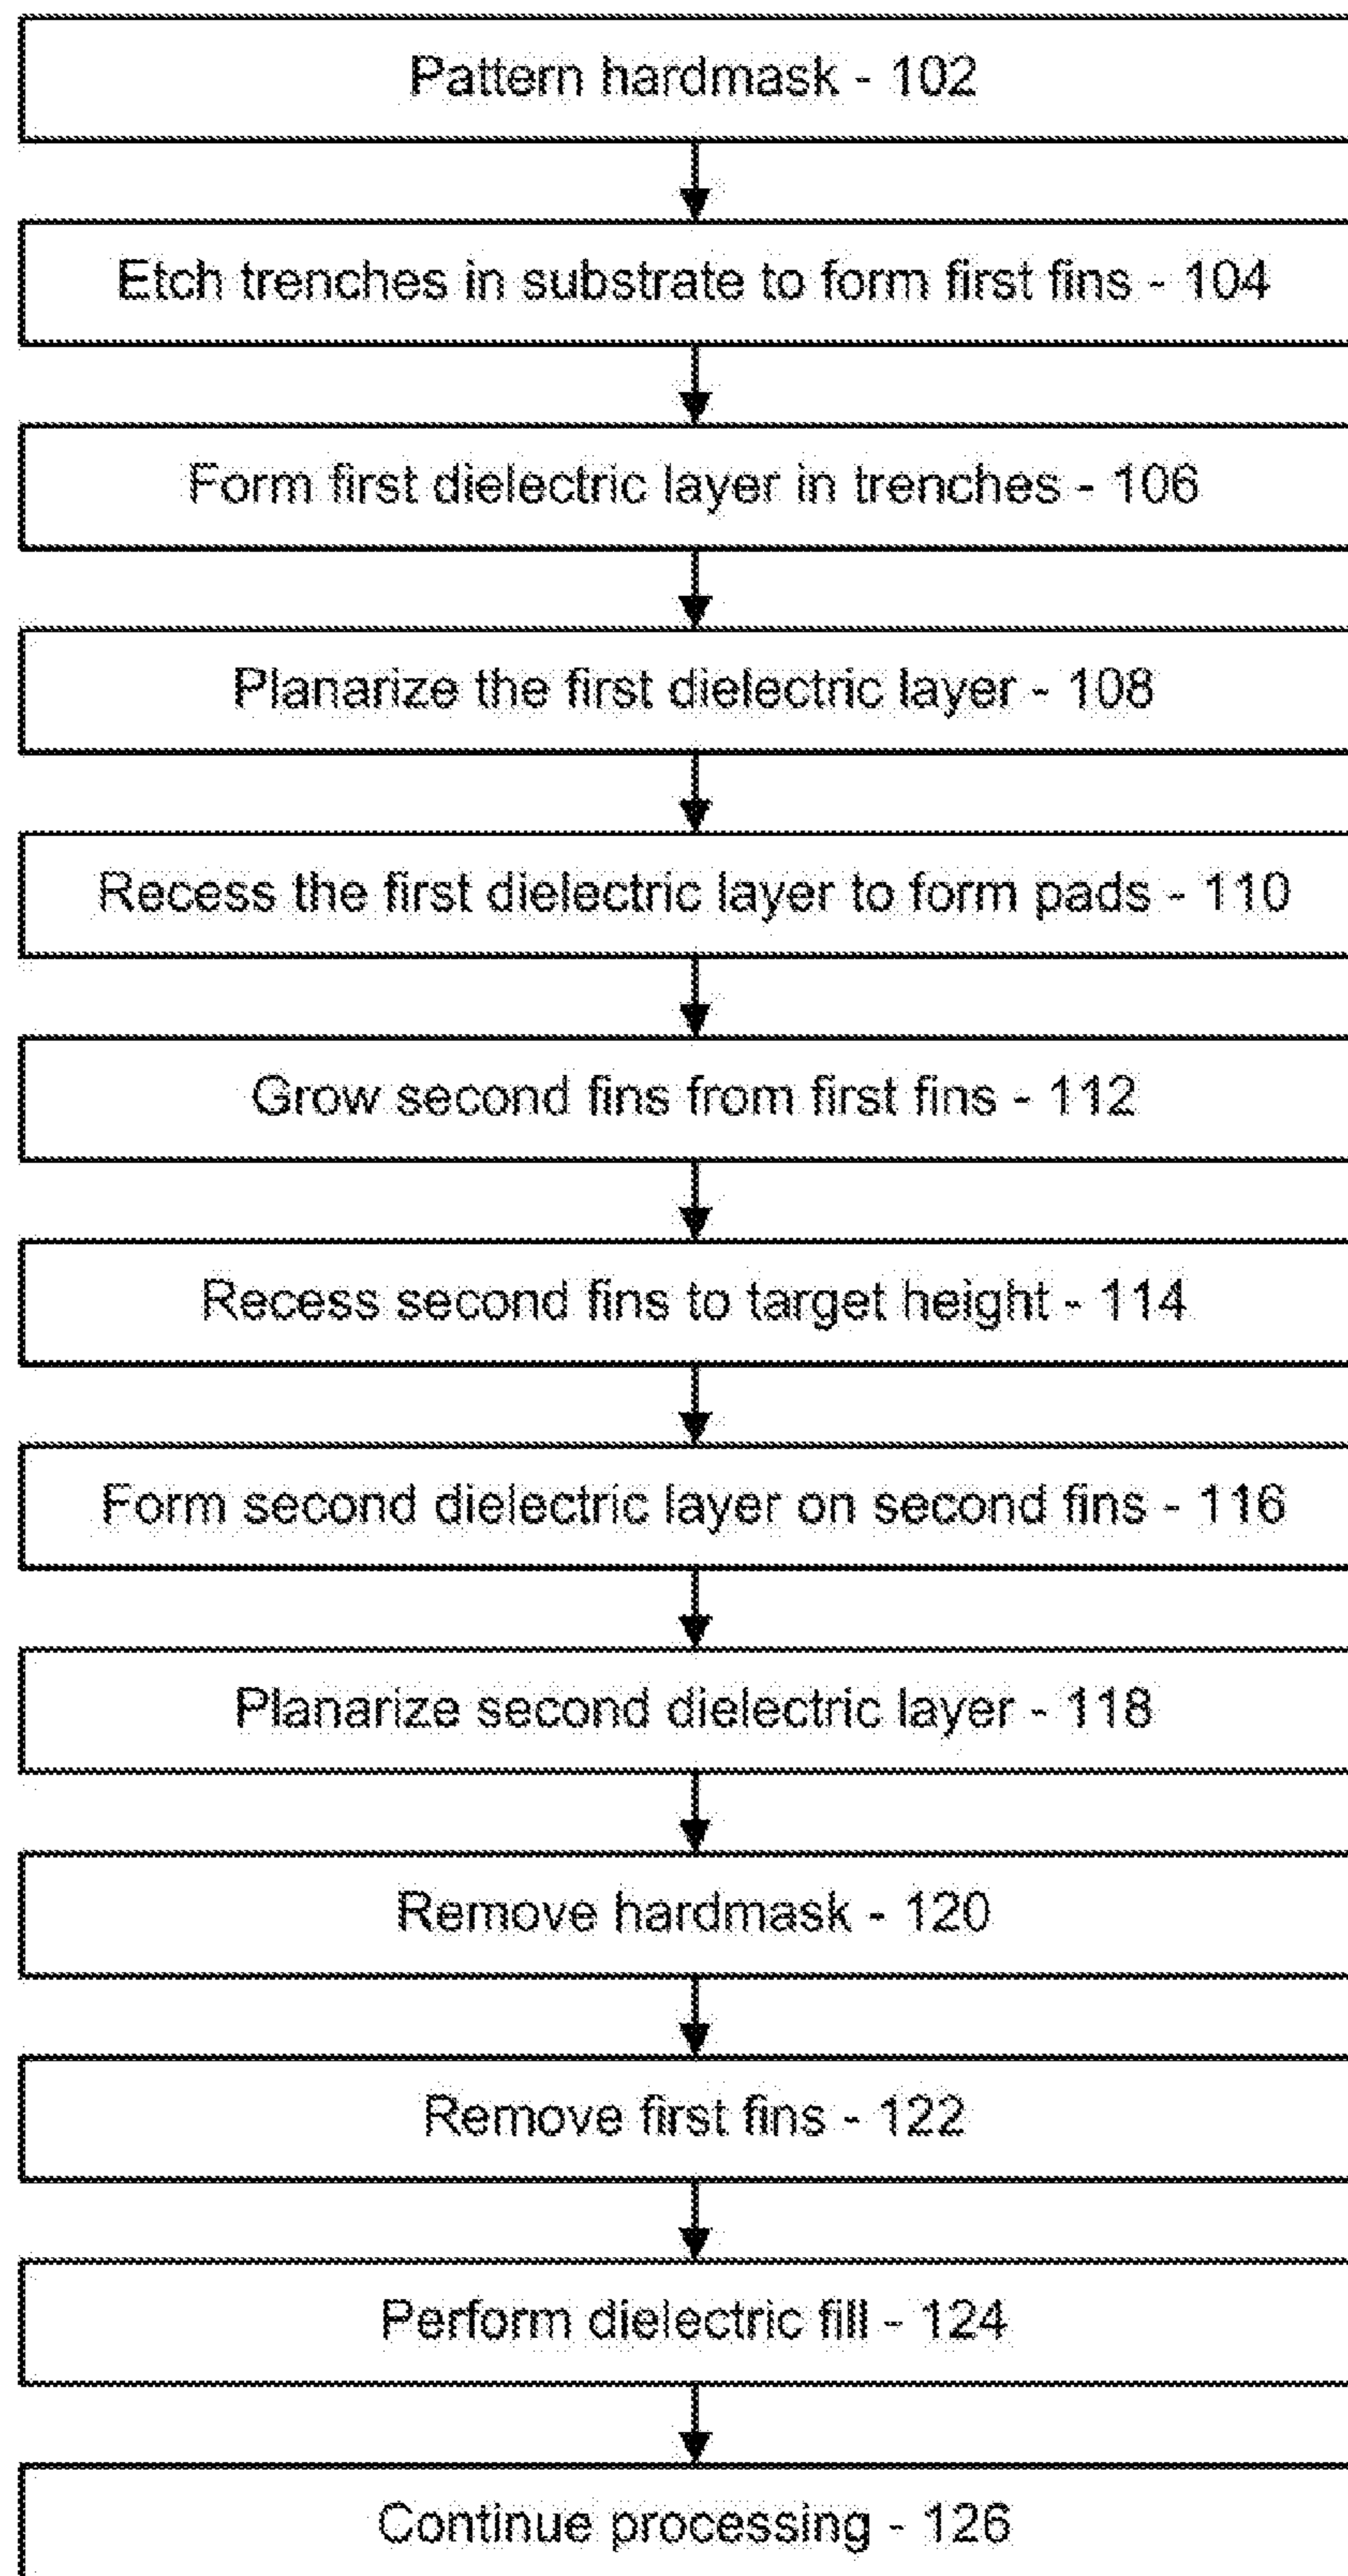 Pattern hardmask - 102
Etch trenches in substrate to form first fins - 104
Form first dielectric layer in trenches - 106
Planarize the first dielectric layer - 108
Recess the first dielectric layer to form pads - 110
Grow second fins from first fins - 112
Recess second fins to target height - 114
Form second dielectric layer on second fins - 116
Planarize second dielectric layer - 118
Remove hardmask - 120
Remove first fins - 122
Perform dielectric fill - 124
Continue processing - 126